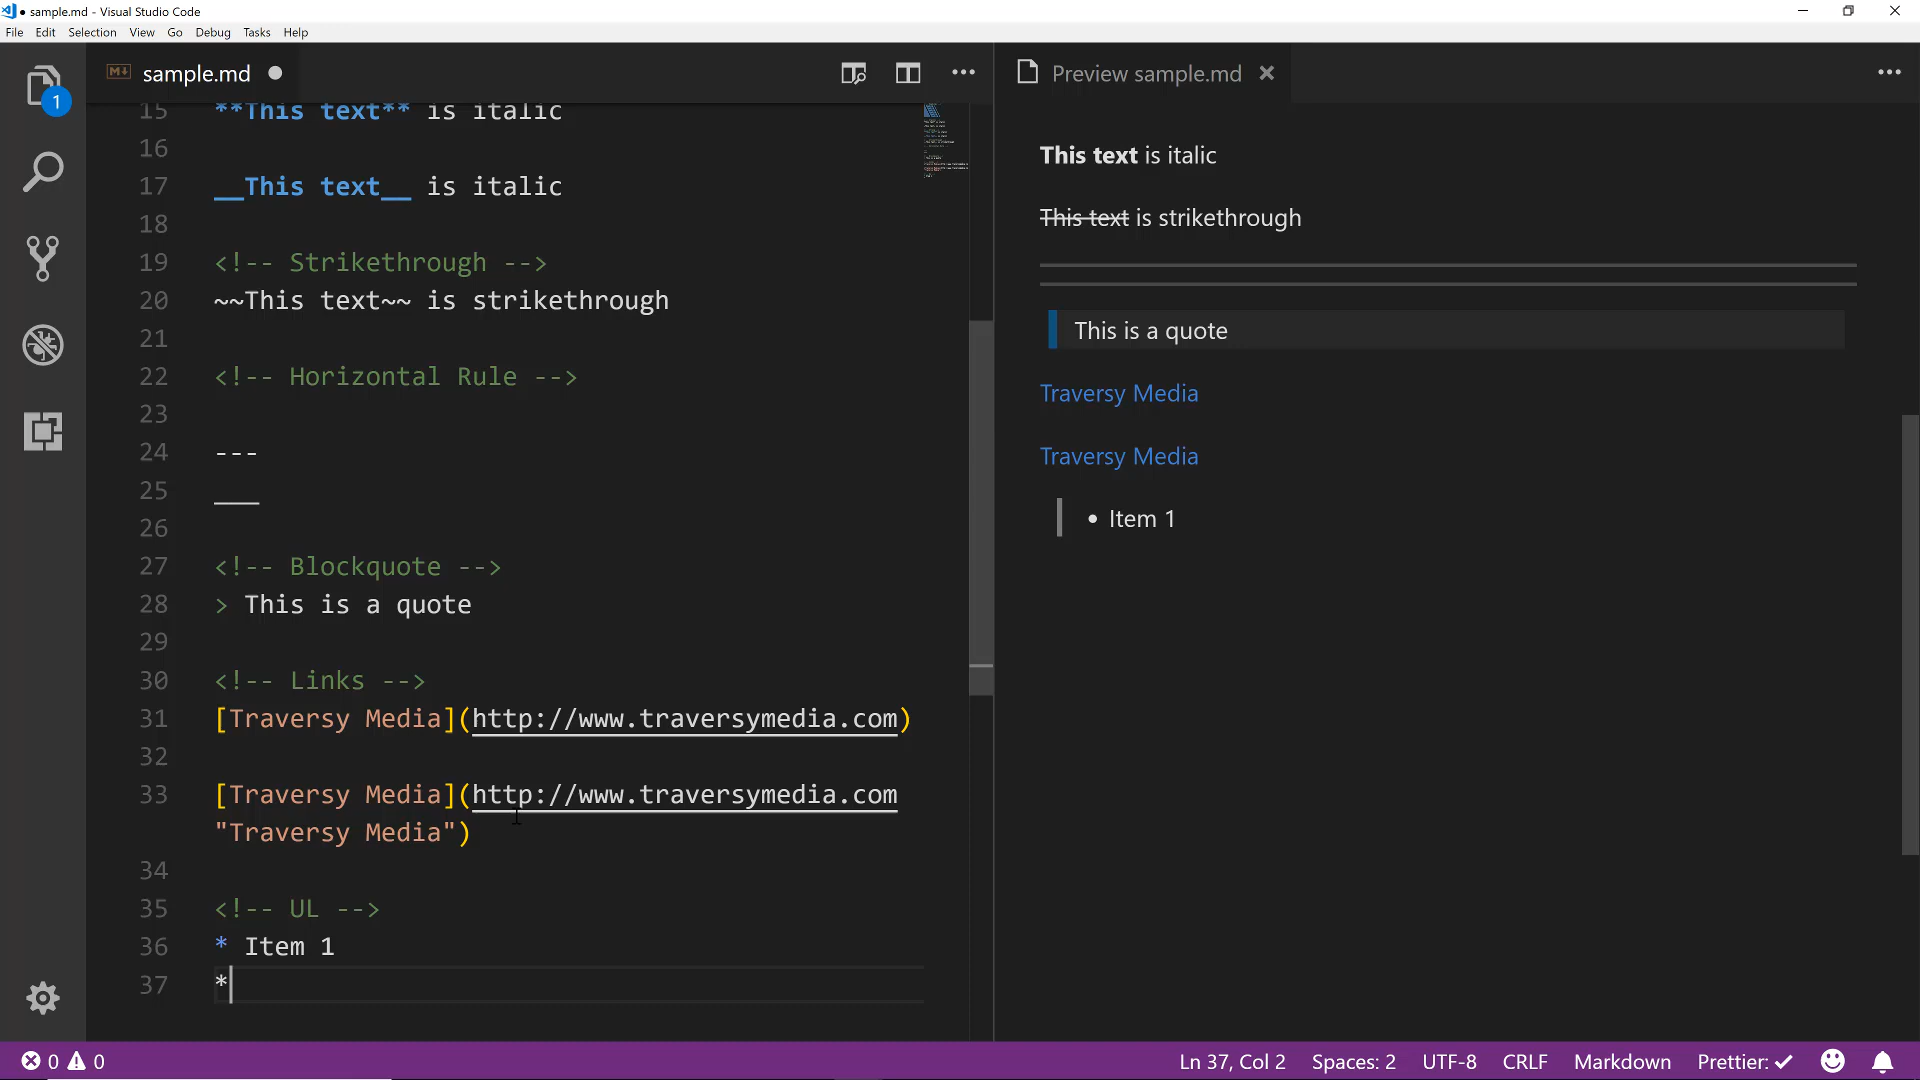 sample.md - Visual Studio Code
File Edit Selection View Go Debug Tasks Help
1
sample.md
Preview sample.md
15 **This text** is italic
16
17 __This text__ is italic
18
19 <!-- Strikethrough -->
20 ~~This text~~ is strikethrough
21
22 <!-- Horizontal Rule -->
23
24 ---
25 ___
26
27 <!-- Blockquote -->
28 > This is a quote
29
30 <!-- Links -->
31 [Traversy Media](http://www.traversymedia.com)
32
33 [Traversy Media](http://www.traversymedia.com
"Traversy Media")
34
35 <!-- UL -->
36 * Item 1
37 *
This text is italic
This text is strikethrough
This is a quote
Traversy Media
Traversy Media
• Item 1
0 0 Ln 37, Col 2 Spaces: 2 UTF-8 CRLF Markdown Prettier: ✓